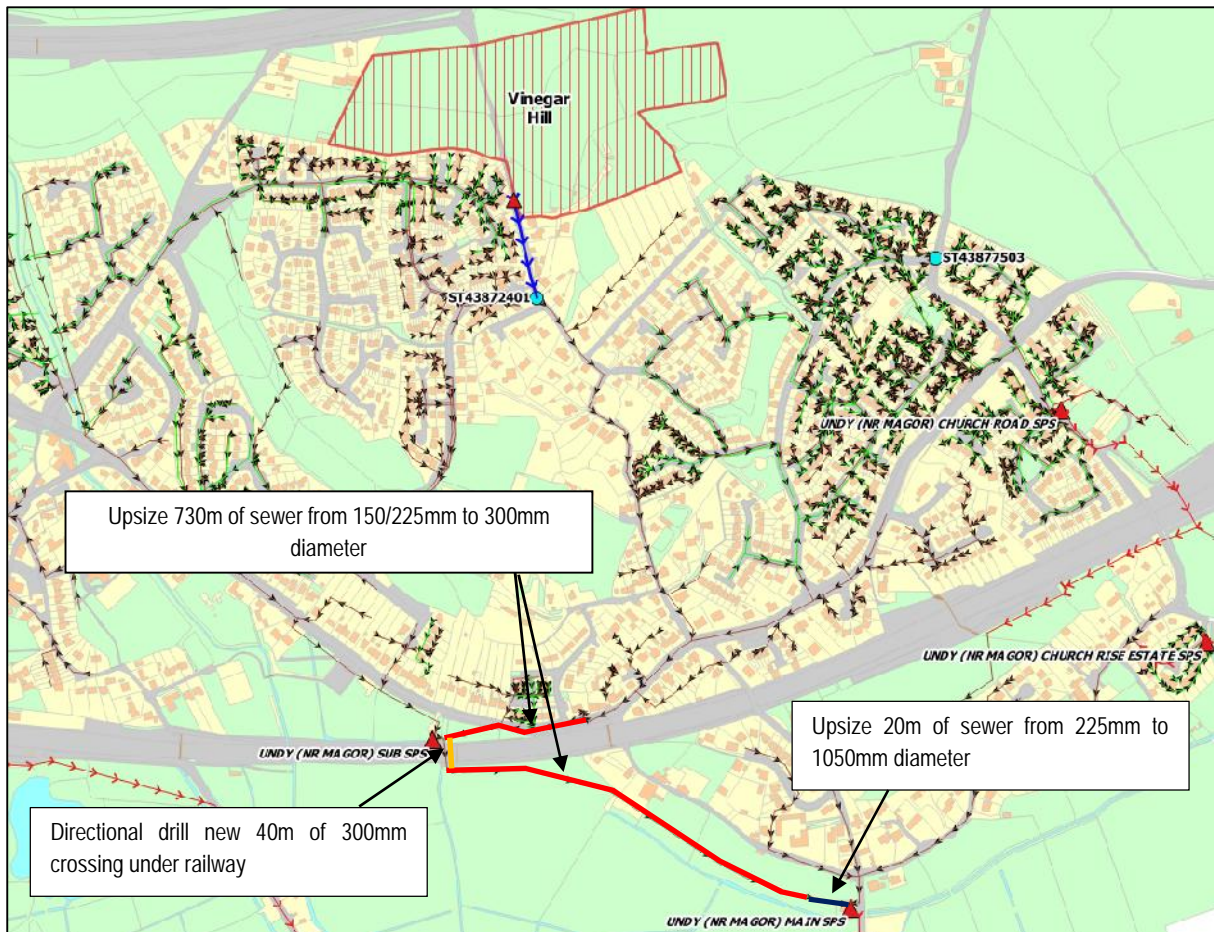 Vinegar
Hill
ST43877503
ST43872401
UNDY (NR MAGOR) CHURCH ROAD SPS
Upsize 730m of sewer from 150/225mm to 300mm
diameter
UNDY (NR MAGOR) CHURCH RISE ESTATE SPS
Upsize 20m of sewer from 225mm to
1050mm diameter
UNDY (NR MAGOR) SUB SPS
Directional drill new 40m of 300mm
crossing under railway
UNDY (NR MAGOR) MAIN SPS